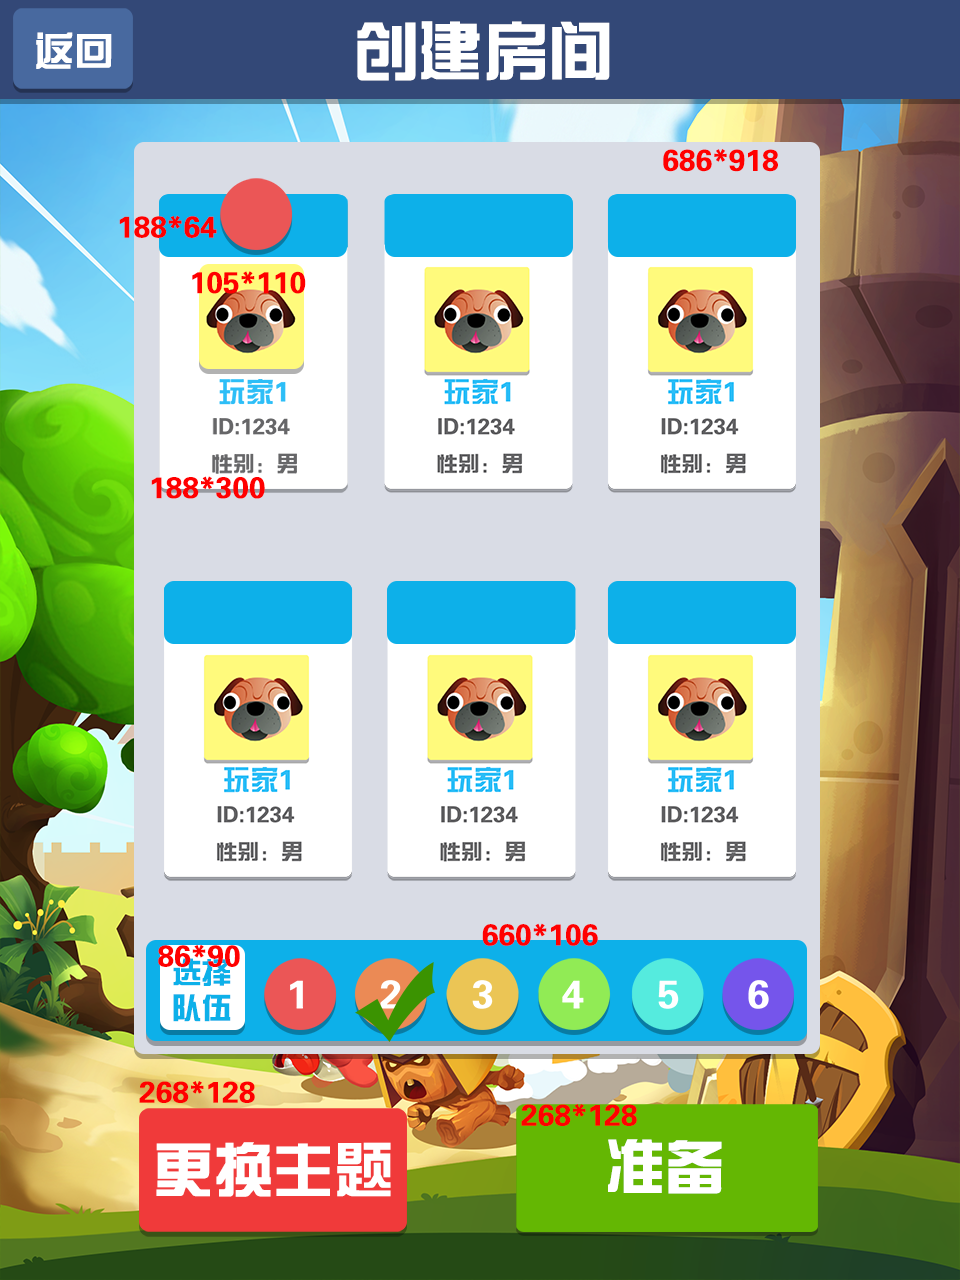 返回
创建房间
686*918
188*64
105*110
玩家1
ID:1234
性别：男
188*300
玩家1
ID:1234
性别：男
玩家1
ID:1234
性别：男
玩家1
ID:1234
性别：男
玩家1
ID:1234
性别：男
玩家1
ID:1234
性别：男
660*106
86*90
选择
队伍
1
2
3
4
5
6
268*128
更换主题
268*128
准备